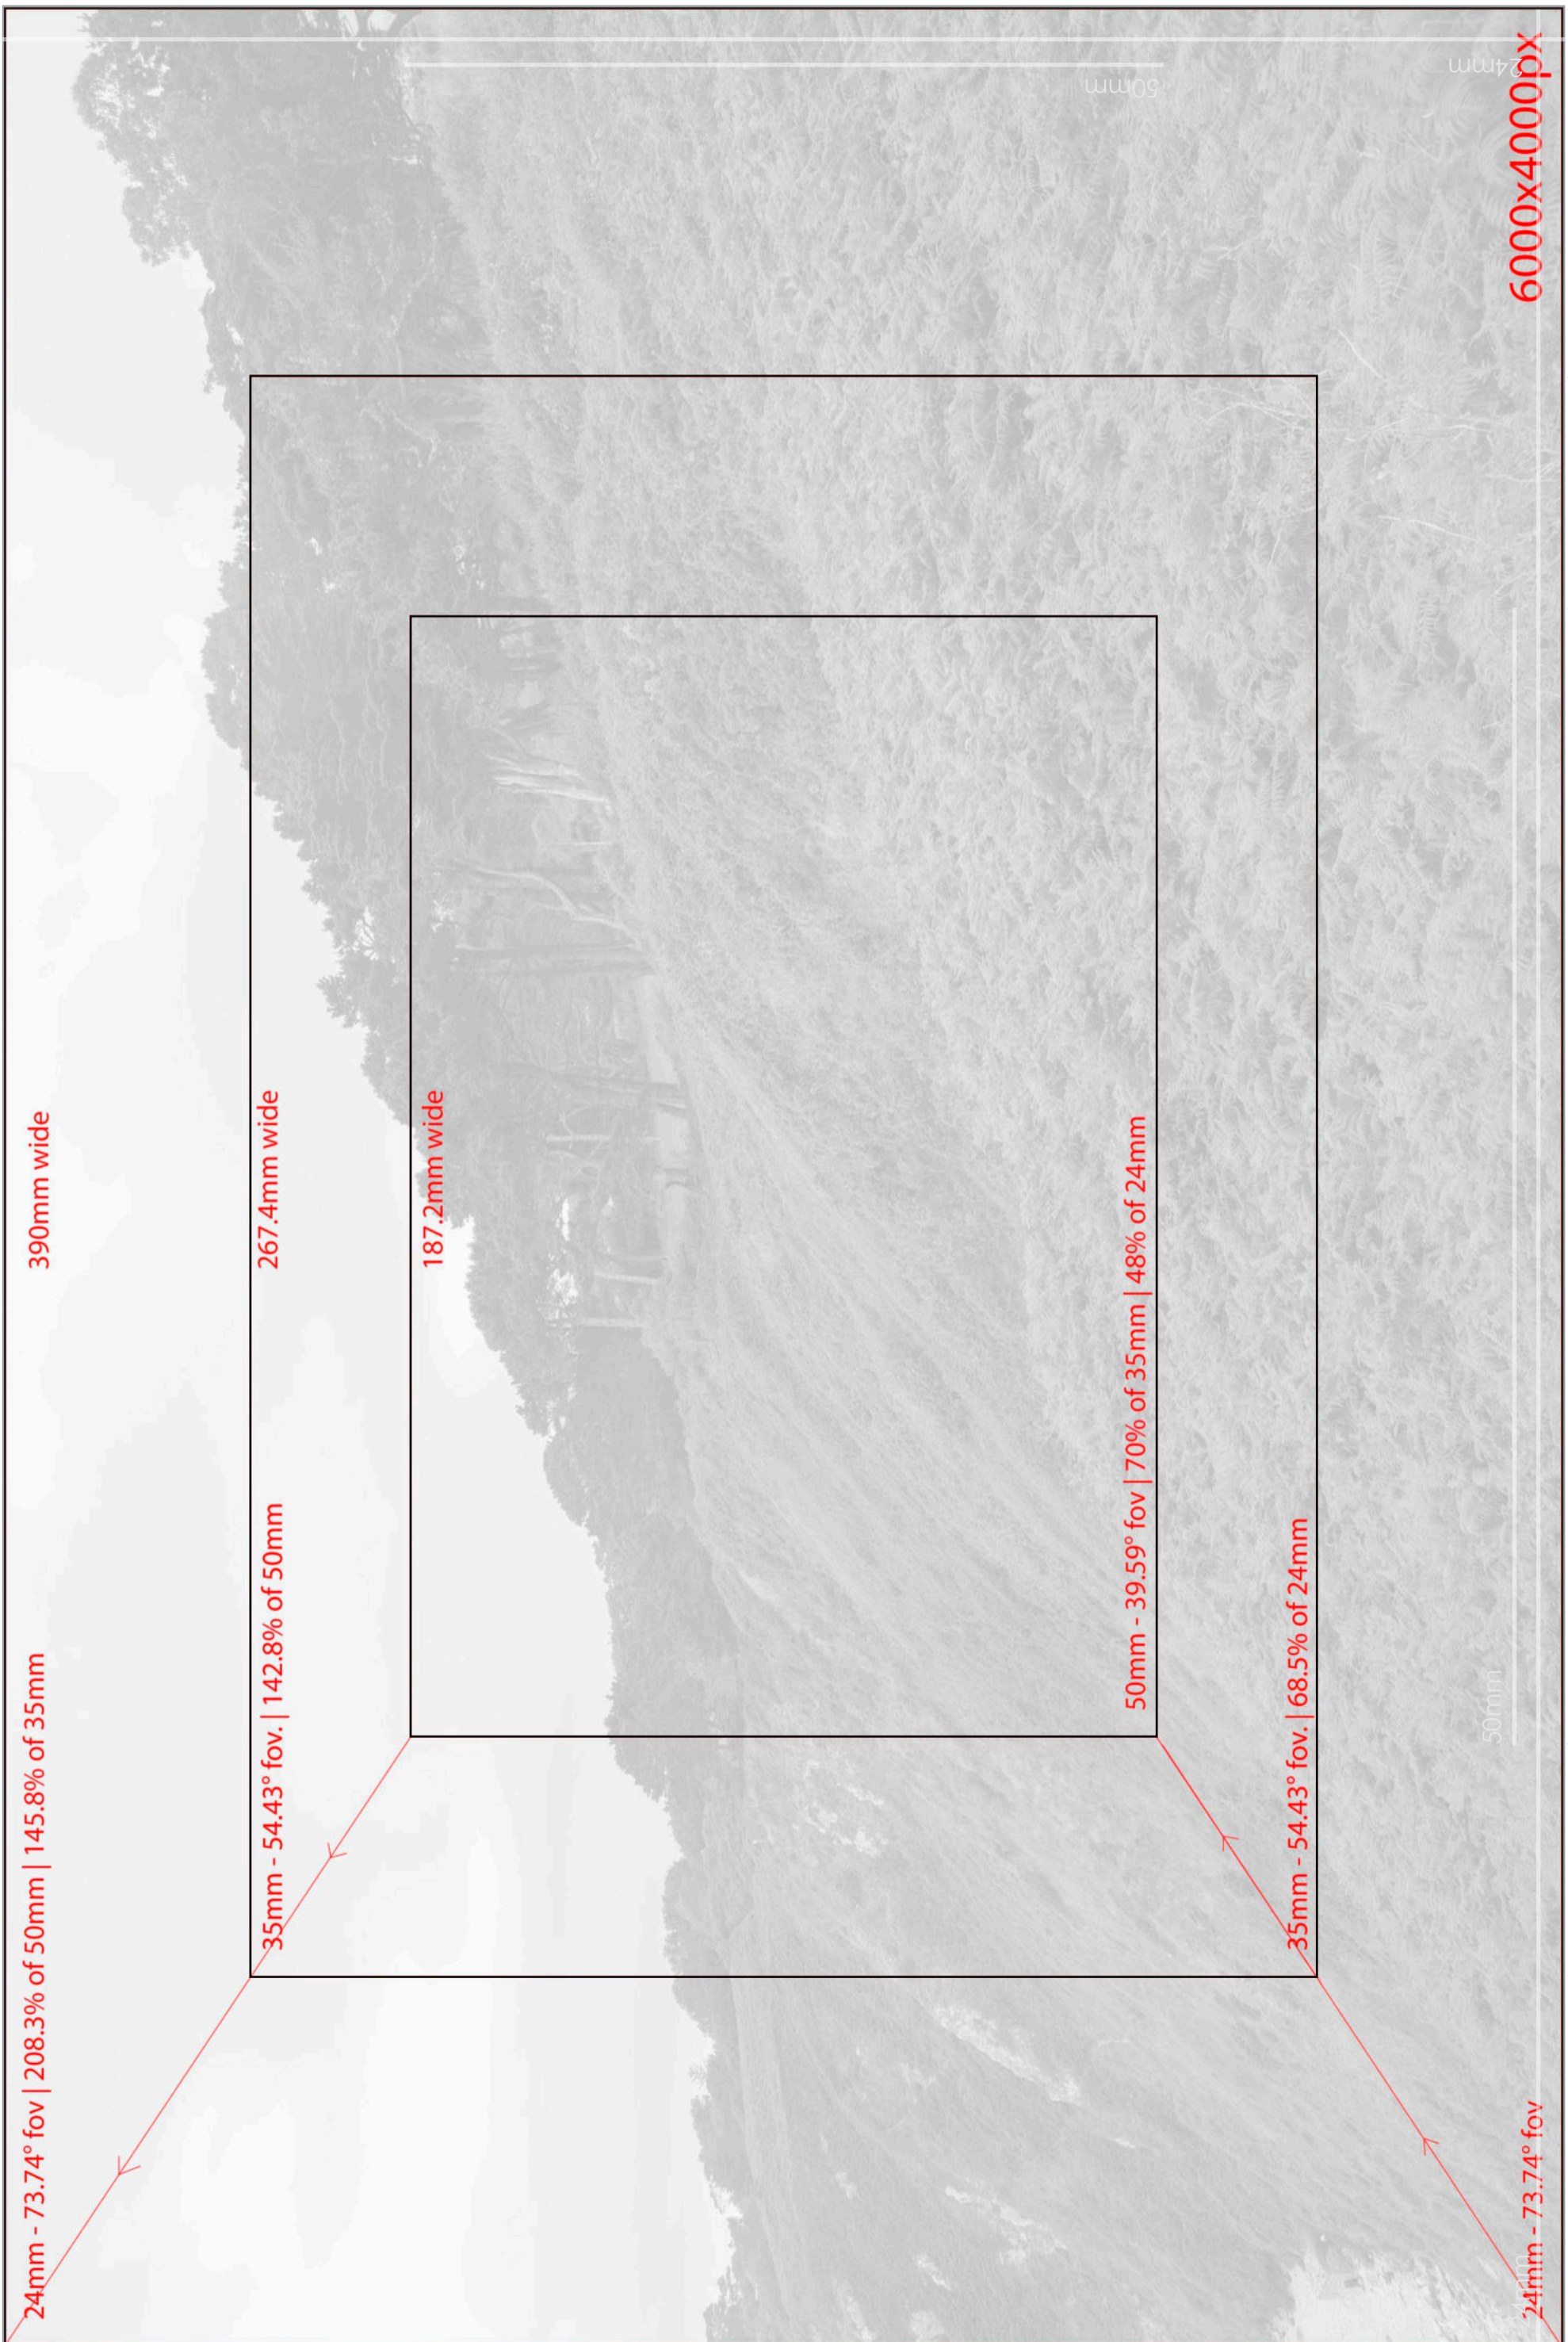 24mm - 73.74° fov | 208.3% of 50mm | 145.8% of 35mm
390mm wide
35mm - 54.43° fov. | 142.8% of 50mm
267.4mm wide
187.2mm wide
50mm - 39.59° fov | 70% of 35mm | 48% of 24mm
35mm - 54.43° fov. | 68.5% of 24mm
24mm - 73.74° fov
6000x4000px
50mm
24mm
50mm
24mm